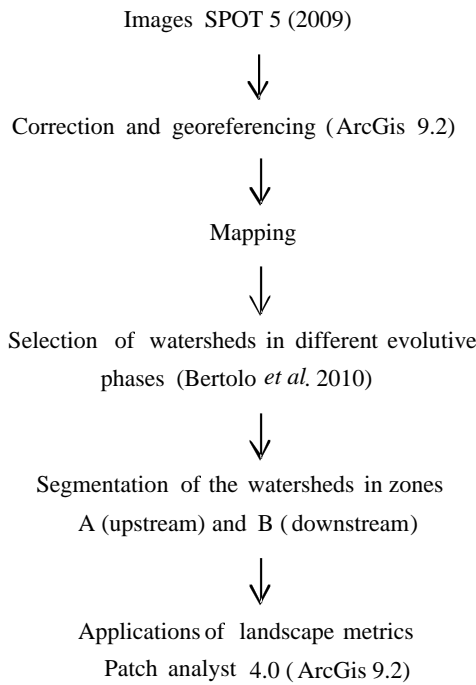 Images SPOT 5 (2009)
Correction and georeferencing (ArcGis 9.2)
Mapping
Selection of watersheds in different evolutive
phases (Bertolo et al. 2010)
Segmentation of the watersheds in zones
A (upstream) and B (downstream)
Applications of landscape metrics
Patch analyst 4.0 (ArcGis 9.2)